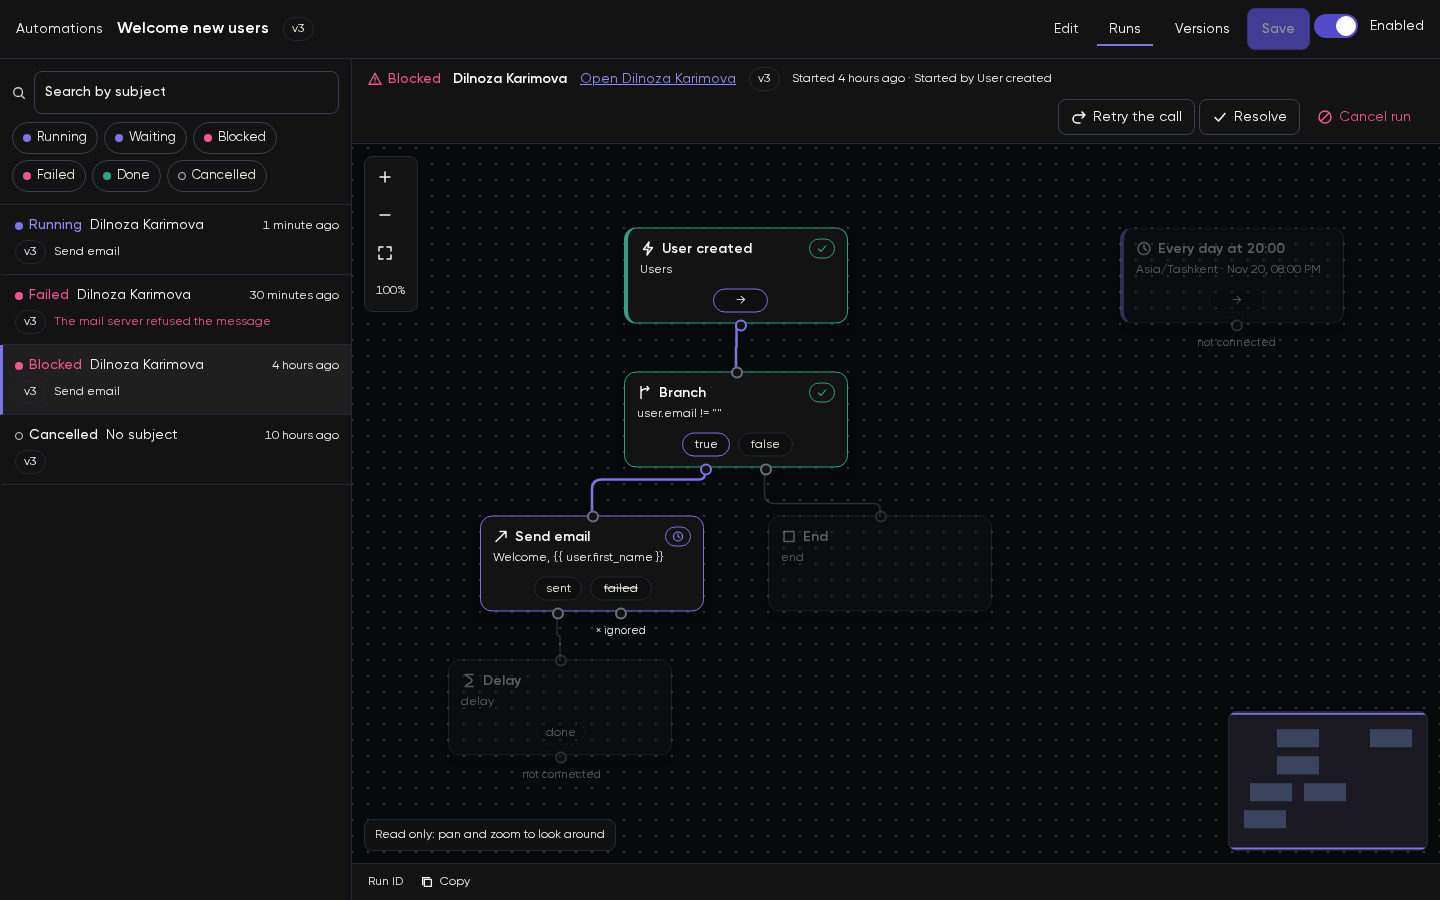 Automations Welcome new users v3 Edit Runs Versions Save Enabled
Search by subject
Running Waiting Blocked
Failed Done Cancelled
Running Dilnoza Karimova 1 minute ago
v3 Send email
Failed Dilnoza Karimova 30 minutes ago
v3 The mail server refused the message
Blocked Dilnoza Karimova 4 hours ago
v3 Send email
Cancelled No subject 10 hours ago
v3
Blocked Dilnoza Karimova Open Dilnoza Karimova v3 Started 4 hours ago · Started by User created
Retry the call Resolve Cancel run
100%
User created
Users
→
Every day at 20:00
Asia/Tashkent · Nov 20, 08:00 PM
→
not connected
Branch
user.email != ""
true false
Send email
Welcome, {{ user.first_name }}
sent failed
× ignored
End
end
Delay
delay
done
not connected
Read only: pan and zoom to look around
Run ID Copy